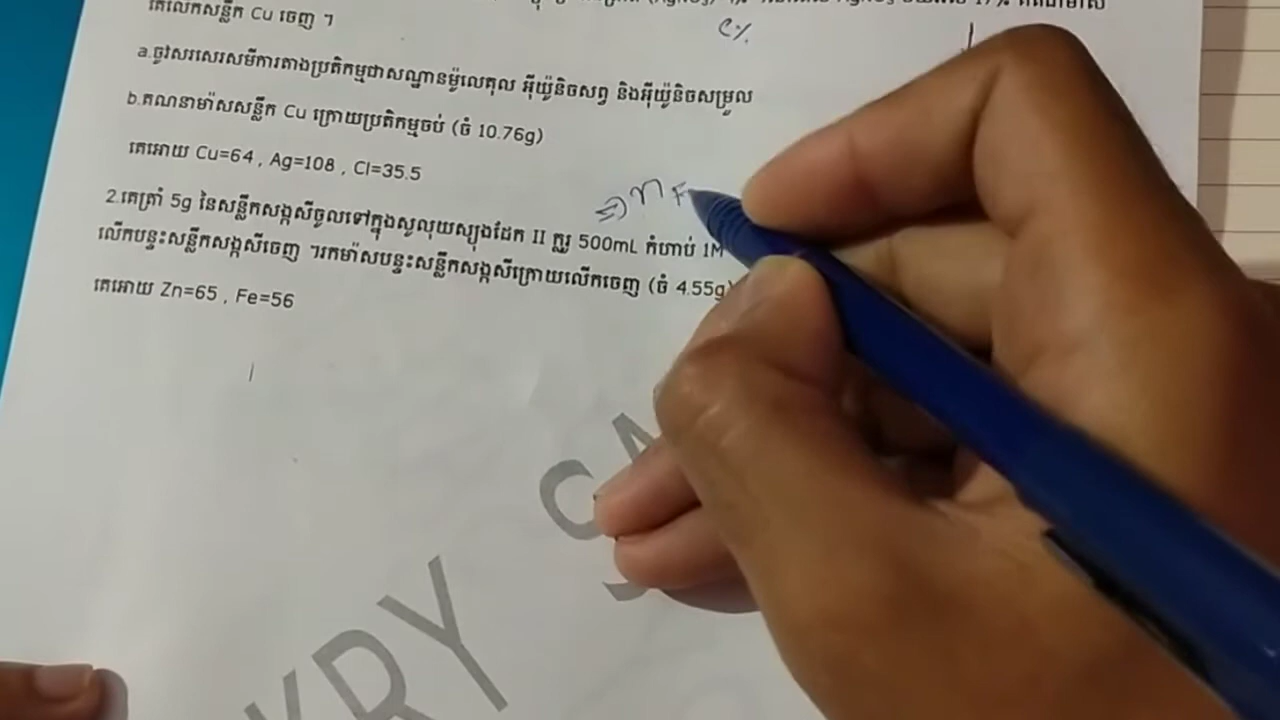 (AgNO₃) 17%
គេលើកសន្លឹក Cu ចេញ ។
C%
a.ចូរសរសេរសមីការតាងប្រតិកម្មជាសណ្ឋានម៉ូលេគុល អ៊ីយ៉ូនិចសព្វ និងអ៊ីយ៉ូនិចសម្រួល
b.គណនាម៉ាសសន្លឹក Cu ក្រោយប្រតិកម្មចប់ (ចំ 10.76g)
គេអោយ Cu=64 , Ag=108 , Cl=35.5
⇒ n F
2.គេត្រាំ 5g នៃសន្លឹកសង្កសីចូលទៅក្នុងសូលុយស្យុងដែក II ក្លរួ 500mL កំហាប់ 1M
លើកបន្ទះសន្លឹកសង្កសីចេញ ។រកម៉ាសបន្ទះសន្លឹកសង្កសីក្រោយលើកចេញ (ចំ 4.55g)
គេអោយ Zn=65 , Fe=56
KRY SA